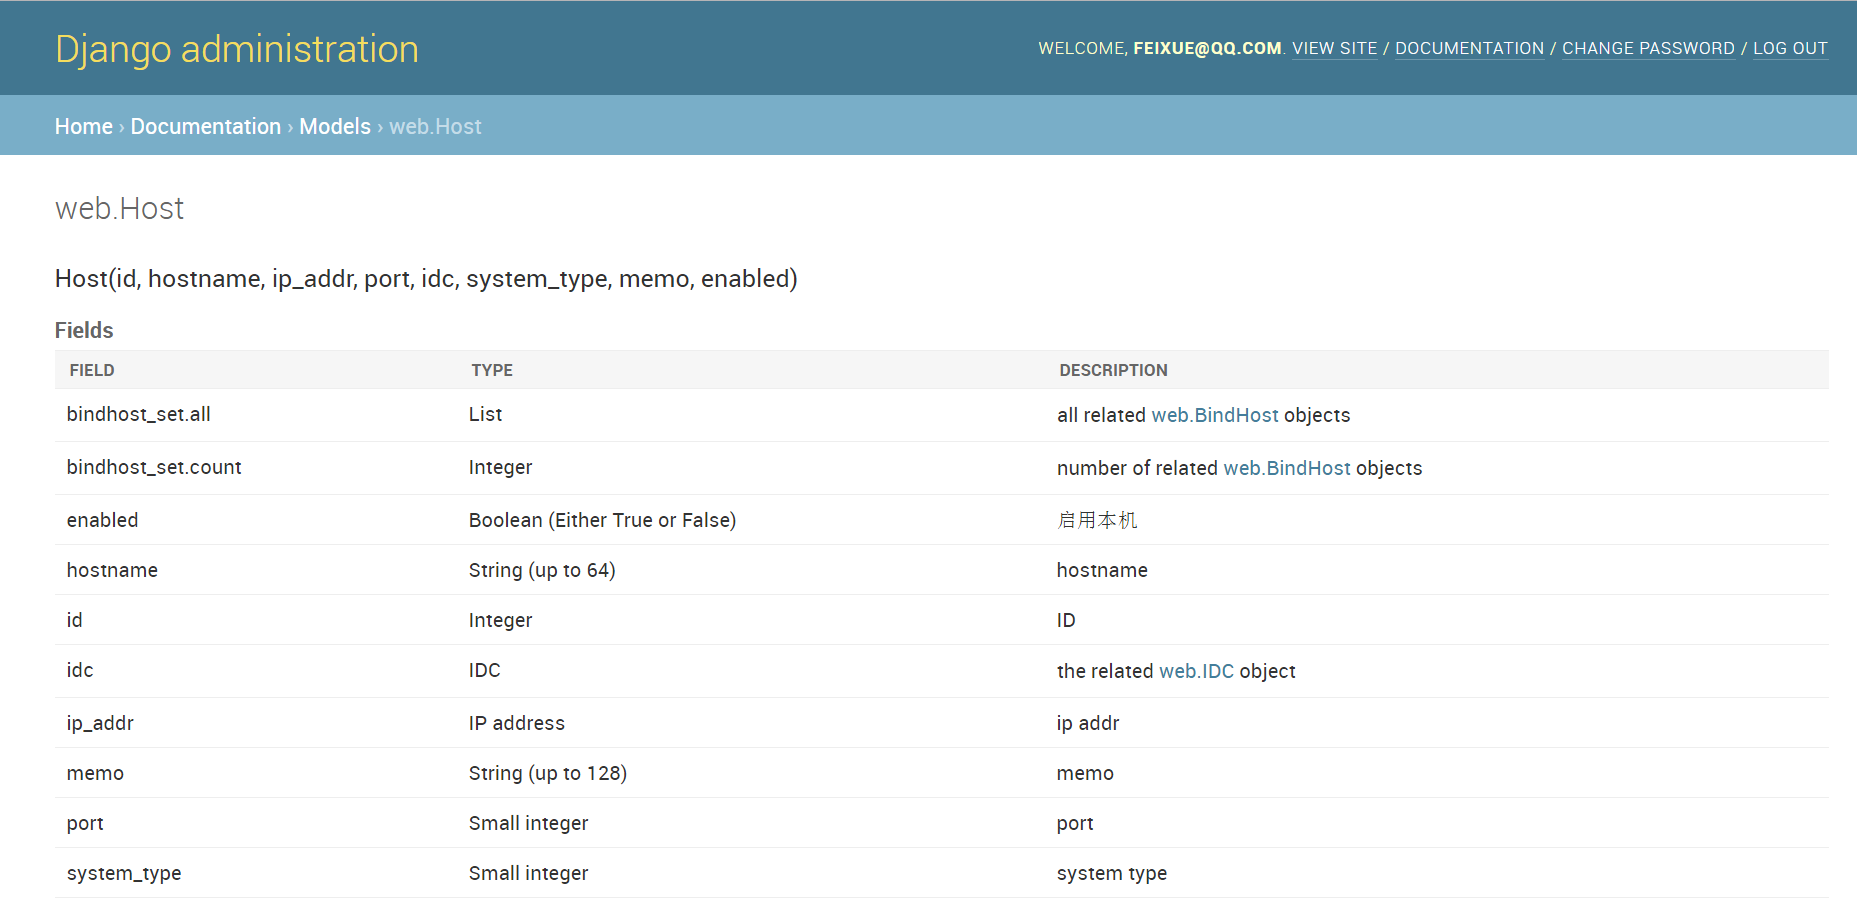 Django administration
WELCOME, FEIXUE@QQ.COM. VIEW SITE / DOCUMENTATION / CHANGE PASSWORD / LOG OUT
Home › Documentation › Models › web.Host
web.Host
Host(id, hostname, ip_addr, port, idc, system_type, memo, enabled)
Fields
FIELD TYPE DESCRIPTION
bindhost_set.all List all related web.BindHost objects
bindhost_set.count Integer number of related web.BindHost objects
enabled Boolean (Either True or False) 启用本机
hostname String (up to 64) hostname
id Integer ID
idc IDC the related web.IDC object
ip_addr IP address ip addr
memo String (up to 128) memo
port Small integer port
system_type Small integer system type